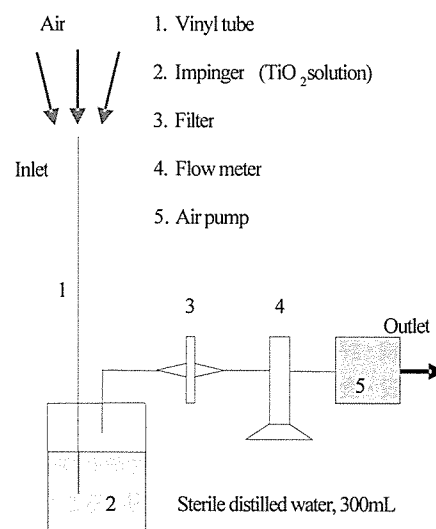 Air
1. Vinyl tube
2. Impinger (TiO2 solution)
3. Filter
4. Flow meter
5. Air pump
Inlet
1
3
4
Outlet
5
2
Sterile distilled water, 300mL